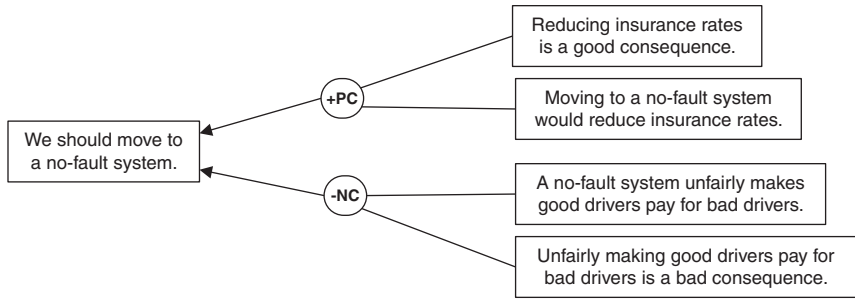 Reducing insurance rates
is a good consequence.
+PC
Moving to a no-fault system
would reduce insurance rates.
We should move to
a no-fault system.
-NC
A no-fault system unfairly makes
good drivers pay for bad drivers.
Unfairly making good drivers pay for
bad drivers is a bad consequence.